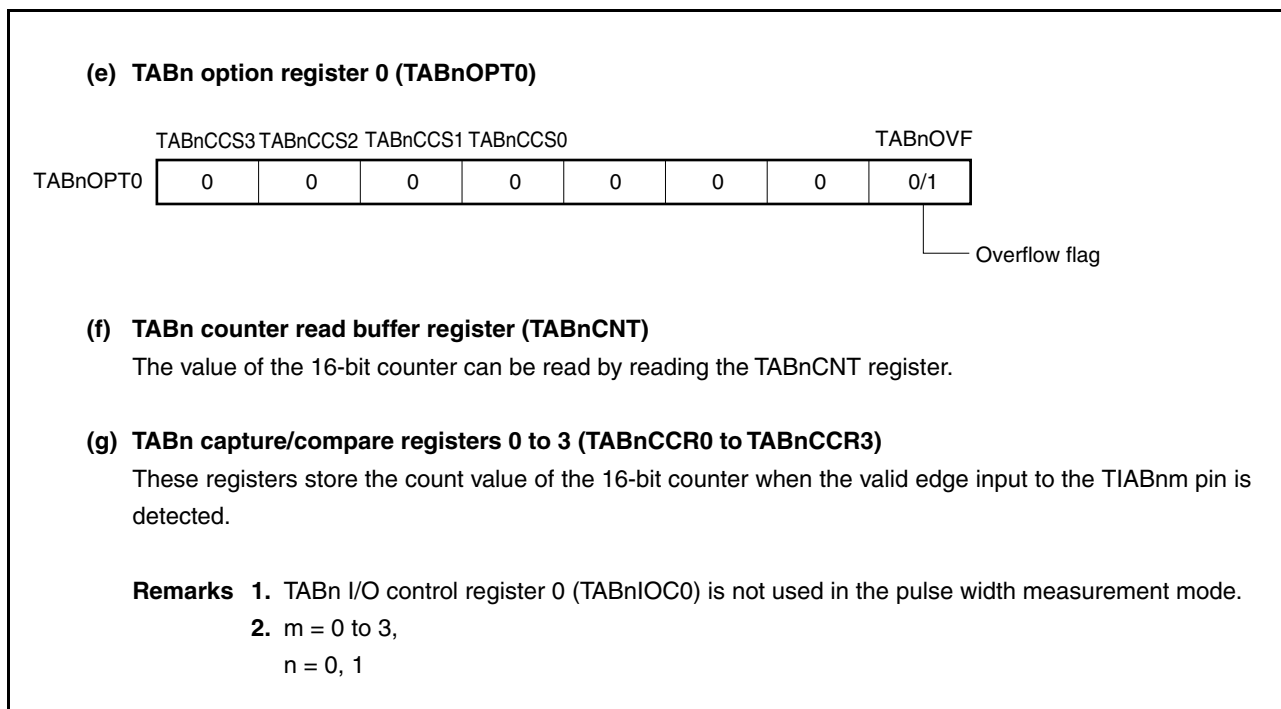 (e) TABn option register 0 (TABnOPT0)
TABnCCS3 TABnCCS2 TABnCCS1 TABnCCS0 TABnOVF
TABnOPT0 0 0 0 0 0 0 0 0/1
Overflow flag
(f) TABn counter read buffer register (TABnCNT)
The value of the 16-bit counter can be read by reading the TABnCNT register.
(g) TABn capture/compare registers 0 to 3 (TABnCCR0 to TABnCCR3)
These registers store the count value of the 16-bit counter when the valid edge input to the TIABnm pin is
detected.
Remarks 1. TABn I/O control register 0 (TABnIOC0) is not used in the pulse width measurement mode.
2. m = 0 to 3,
n = 0, 1